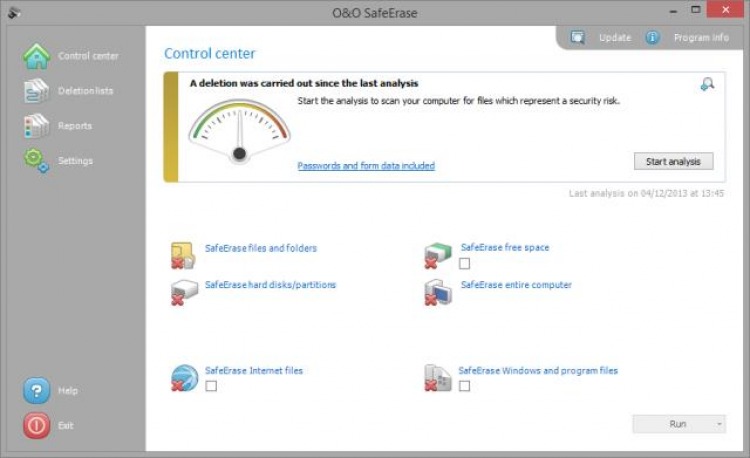 O&O SafeErase
Update
Program info
Control center
Deletion lists
Reports
Settings
Help
Exit
Control center
A deletion was carried out since the last analysis
Start the analysis to scan your computer for files which represent a security risk.
Passwords and form data included
Start analysis
Last analysis on 04/12/2013 at 13:45
SafeErase files and folders
SafeErase free space
SafeErase hard disks/partitions
SafeErase entire computer
SafeErase Internet files
SafeErase Windows and program files
Run